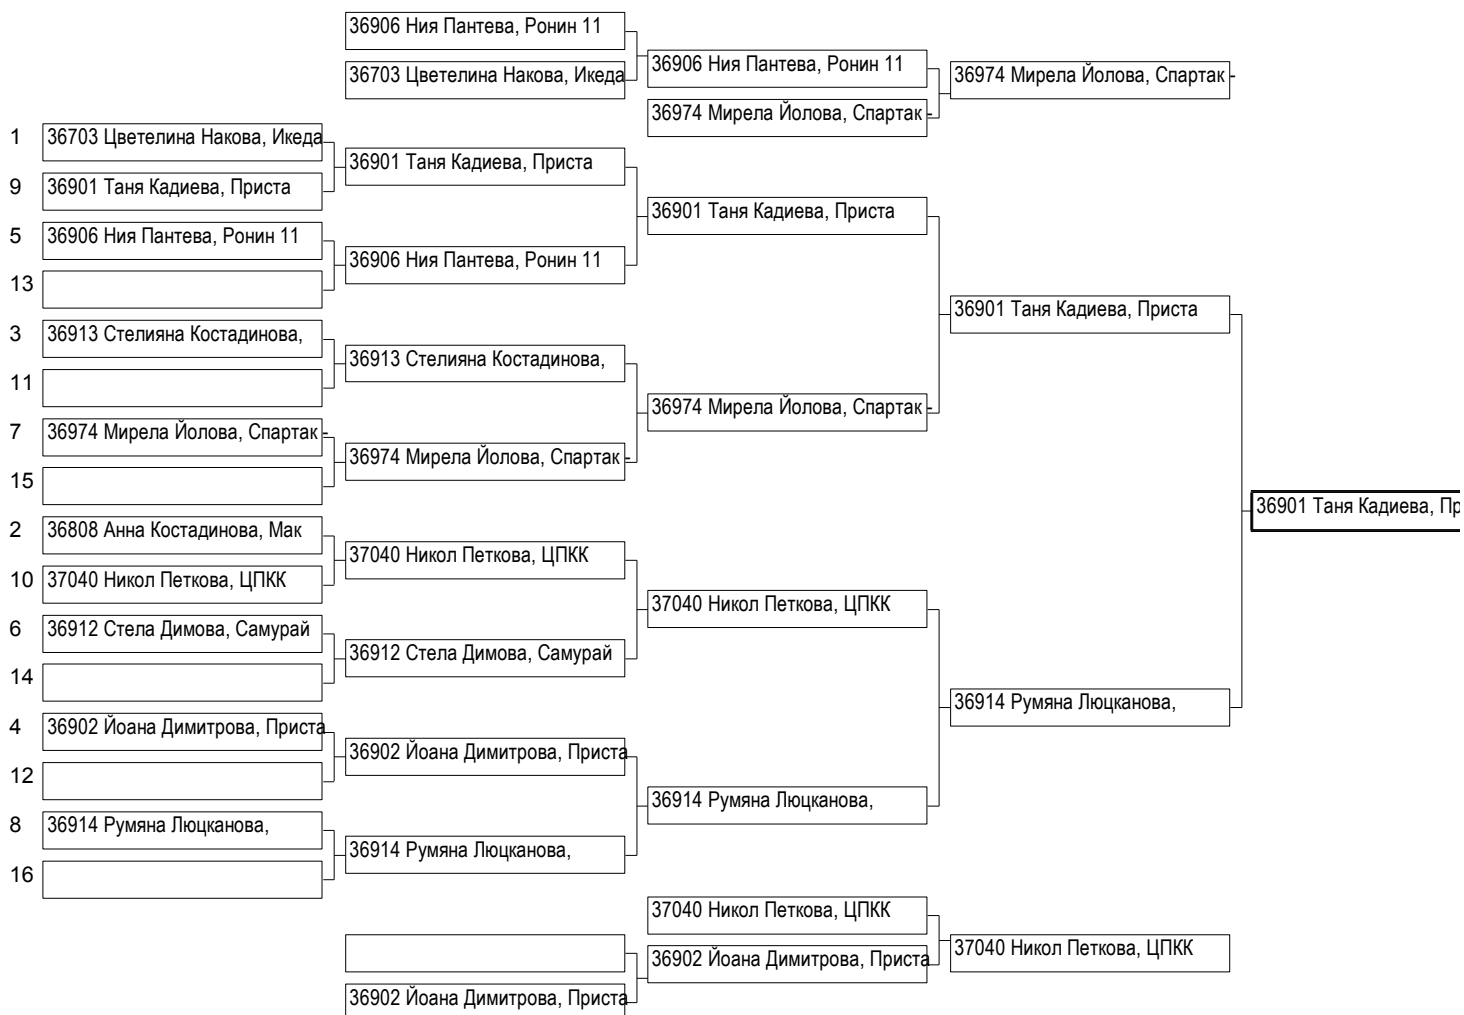 36906 Ния Пантева, Ронин 11
36703 Цветелина Накова, Икеда
36906 Ния Пантева, Ронин 11
36974 Мирела Йолова, Спартак -
36974 Мирела Йолова, Спартак -
1 36703 Цветелина Накова, Икеда
9 36901 Таня Кадиева, Приста
5 36906 Ния Пантева, Ронин 11
13
3 36913 Стелияна Костадинова,
11
7 36974 Мирела Йолова, Спартак -
15
2 36808 Анна Костадинова, Мак
10 37040 Никол Петкова, ЦПКК
6 36912 Стела Димова, Самурай
14
4 36902 Йоана Димитрова, Приста
12
8 36914 Румяна Люцканова,
16
36901 Таня Кадиева, Приста
36906 Ния Пантева, Ронин 11
36913 Стелияна Костадинова,
36974 Мирела Йолова, Спартак -
37040 Никол Петкова, ЦПКК
36912 Стела Димова, Самурай
36902 Йоана Димитрова, Приста
36914 Румяна Люцканова,
36901 Таня Кадиева, Приста
36974 Мирела Йолова, Спартак -
37040 Никол Петкова, ЦПКК
36914 Румяна Люцканова,
36901 Таня Кадиева, Приста
36914 Румяна Люцканова,
36901 Таня Кадиева, Пр
36902 Йоана Димитрова, Приста
37040 Никол Петкова, ЦПКК
36902 Йоана Димитрова, Приста
37040 Никол Петкова, ЦПКК